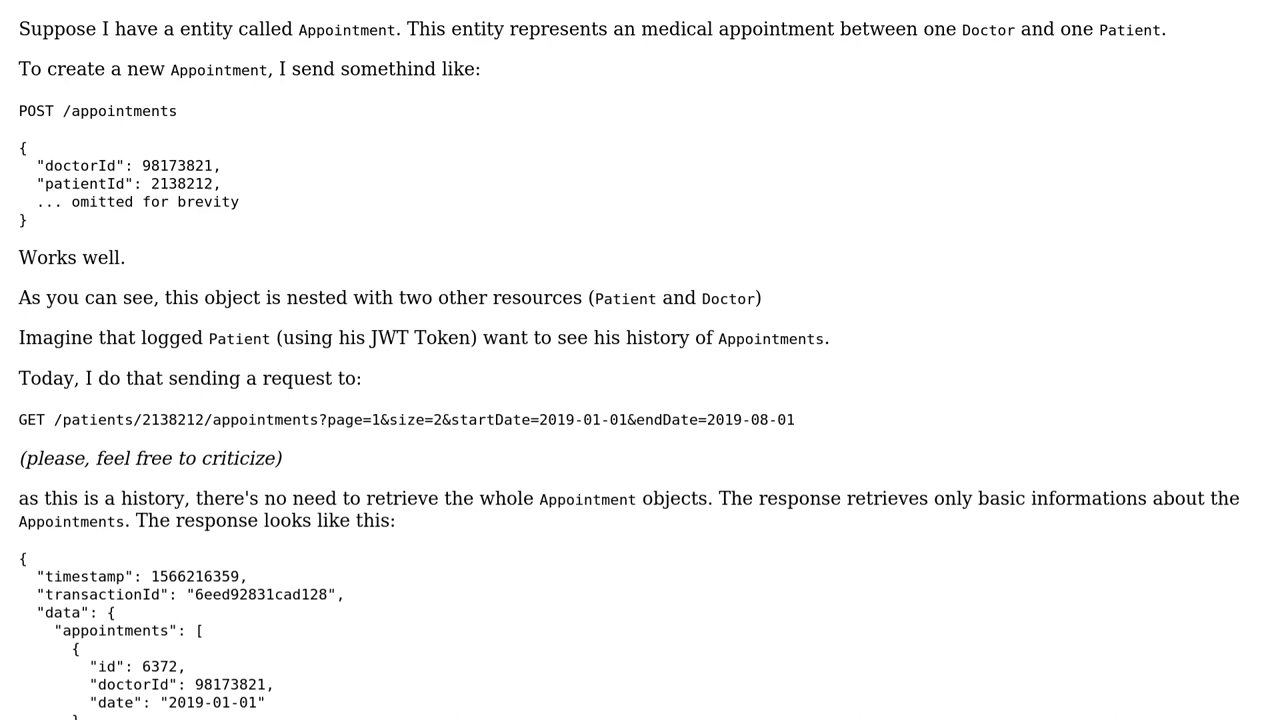 Suppose I have a entity called Appointment. This entity represents an medical appointment between one Doctor and one Patient.
To create a new Appointment, I send somethind like:
POST /appointments
{
  "doctorId": 98173821,
  "patientId": 2138212,
  ... omitted for brevity
}
Works well.
As you can see, this object is nested with two other resources (Patient and Doctor)
Imagine that logged Patient (using his JWT Token) want to see his history of Appointments.
Today, I do that sending a request to:
GET /patients/2138212/appointments?page=1&size=2&startDate=2019-01-01&endDate=2019-08-01
(please, feel free to criticize)
as this is a history, there's no need to retrieve the whole Appointment objects. The response retrieves only basic informations about the
Appointments. The response looks like this:
{
  "timestamp": 1566216359,
  "transactionId": "6eed92831cad128",
  "data": {
    "appointments": [
      {
        "id": 6372,
        "doctorId": 98173821,
        "date": "2019-01-01"
      }